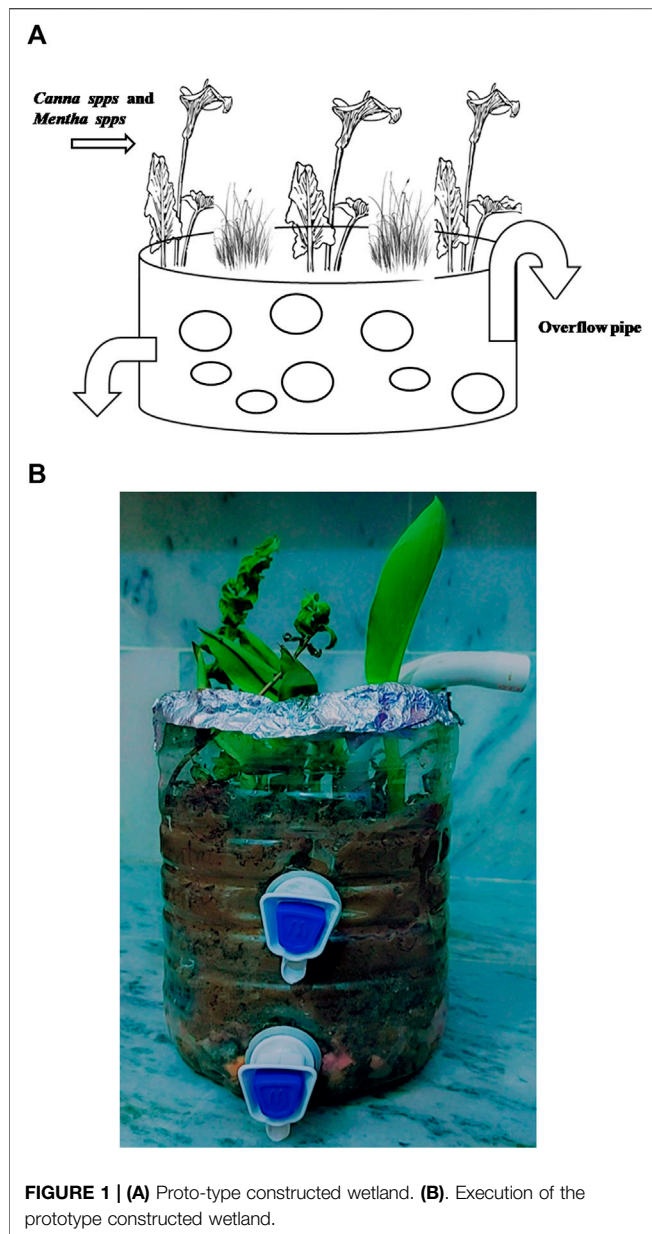 A
Canna spps and
Mentha spps
Overflow pipe
B
FIGURE 1 | (A) Proto-type constructed wetland. (B). Execution of the
prototype constructed wetland.